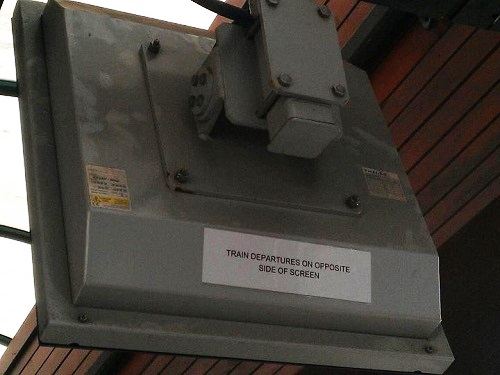 TRAIN DEPARTURES ON OPPOSITE
SIDE OF SCREEN